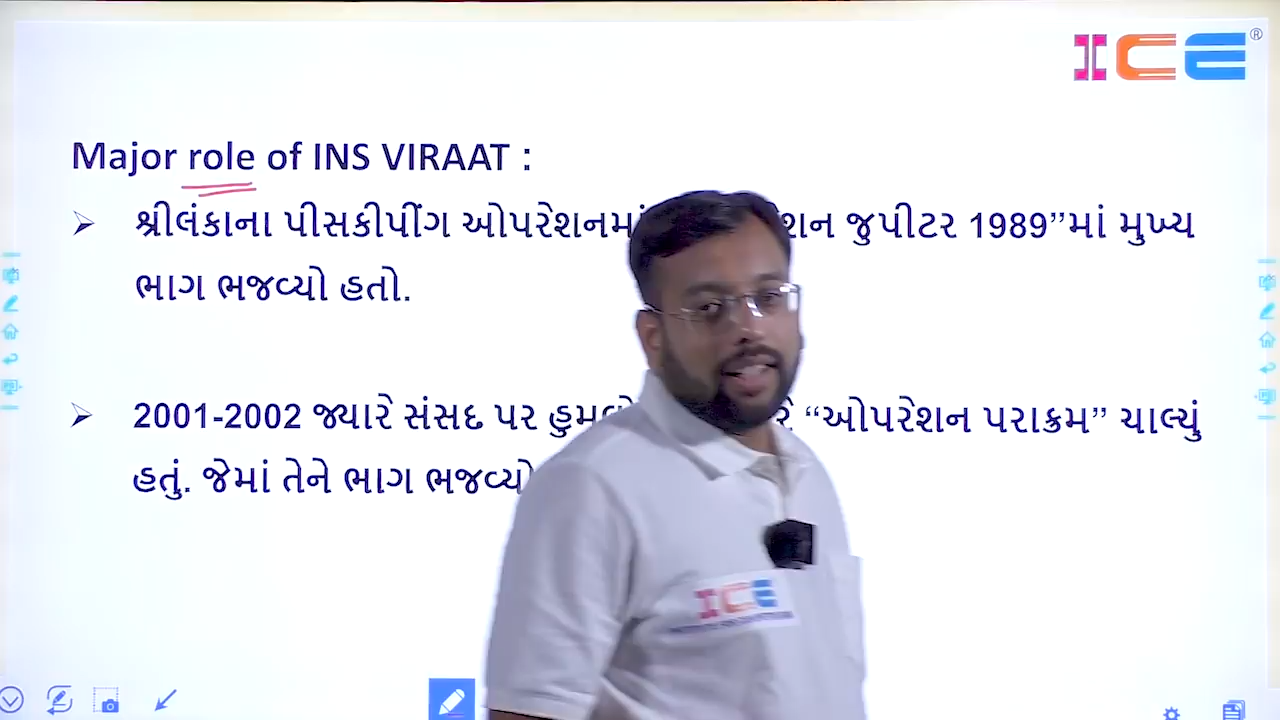 ICE®
Major role of INS VIRAAT :
શ્રીલંકાના પીસકીપીંગ ઓપરેશનમાં જુપીટર 1989”માં મુખ્ય
ભાગ ભજવ્યો હતો.
2001-2002 જ્યારે સંસદ પર “ઓપરેશન પરાક્રમ” ચાલ્યું
હતું. જેમાં તેને ભાગ ભજવ્યો
ICE